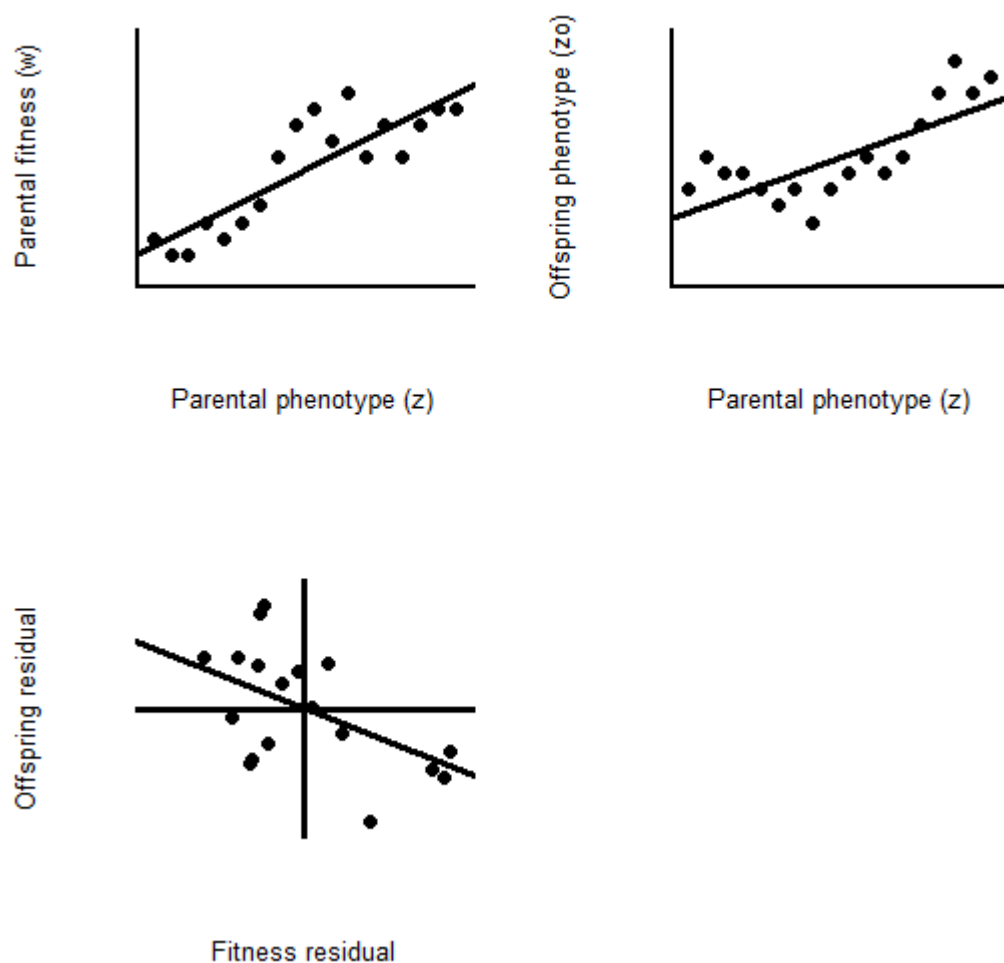 Parental fitness (w)
Parental phenotype (z)
Offspring phenotype (zo)
Parental phenotype (z)
Offspring residual
Fitness residual